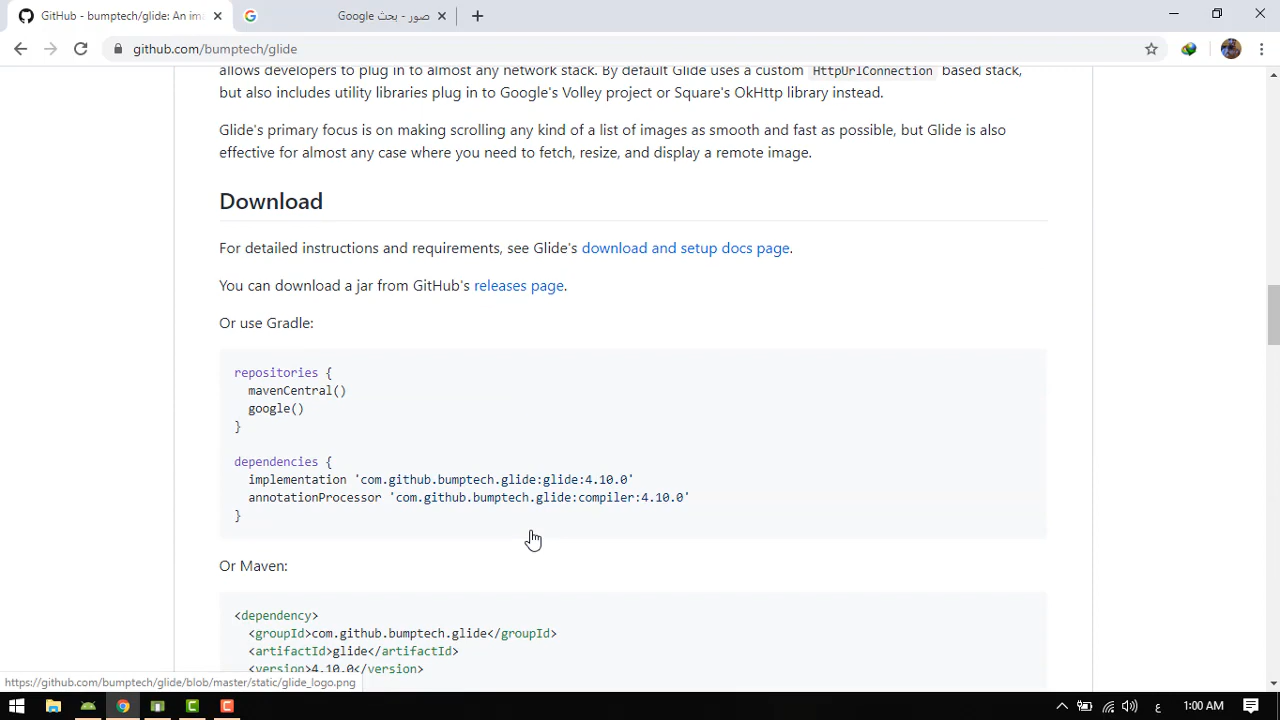 GitHub - bumptech/glide: An ima
صور - بحث Google
github.com/bumptech/glide
allows developers to plug in to almost any network stack. By default Glide uses a custom HttpUrlConnection based stack,
but also includes utility libraries plug in to Google's Volley project or Square's OkHttp library instead.
Glide's primary focus is on making scrolling any kind of a list of images as smooth and fast as possible, but Glide is also
effective for almost any case where you need to fetch, resize, and display a remote image.
Download
For detailed instructions and requirements, see Glide's download and setup docs page.
You can download a jar from GitHub's releases page.
Or use Gradle:
repositories {
mavenCentral()
google()
}
dependencies {
implementation 'com.github.bumptech.glide:glide:4.10.0'
annotationProcessor 'com.github.bumptech.glide:compiler:4.10.0'
}
Or Maven:
<dependency>
<groupId>com.github.bumptech.glide</groupId>
<artifactId>glide</artifactId>
<version>4.10.0</version>
https://github.com/bumptech/glide/blob/master/static/glide_logo.png
ع 1:00 AM